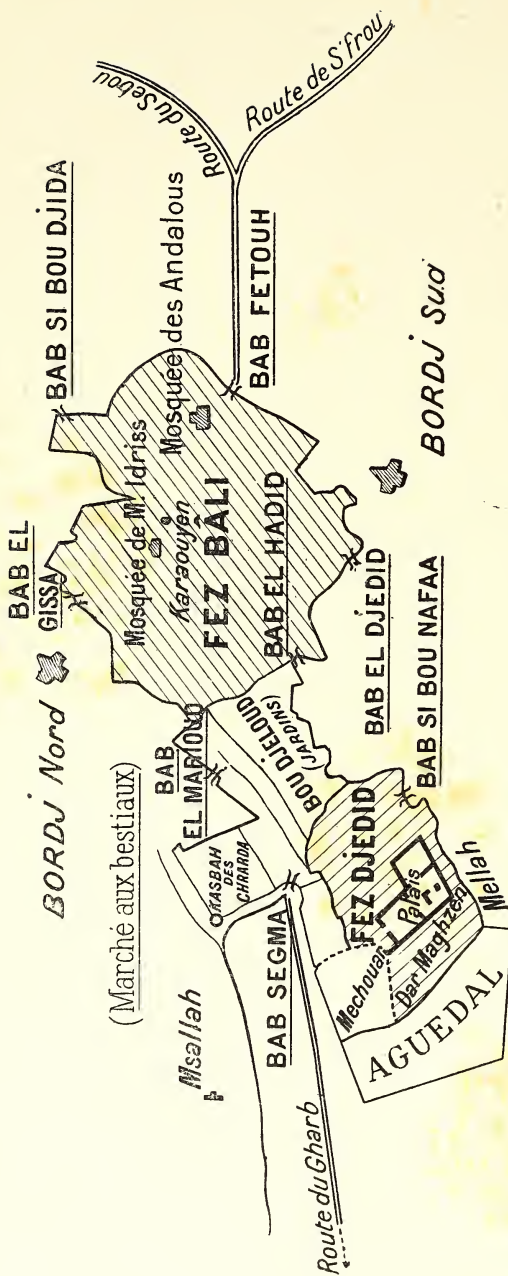 Route du Sebou
Route de S'frou
BAB SI BOU DJIDA
Mosquée des Andalous
BAB FETOUH
BORDJ Sud
BAB EL
GISSA
Mosquée de M. Idriss
Karaouyen
FEZ BÂLI
BAB EL HADID
BAB EL DJEDID
BAB SI BOU NAFAA
BORDJ Nord
(Marché aux bestiaux)
BAB
EL MARIOUD
BOU DJELOUD
(JARDINS)
KASBAH
DES
CHRARDA
Msallah
BAB SEGMA
FEZ DJEDID
Palais
Mechouar
Dar Maghzen
Mellah
AGUEDAL
Route du Gharb